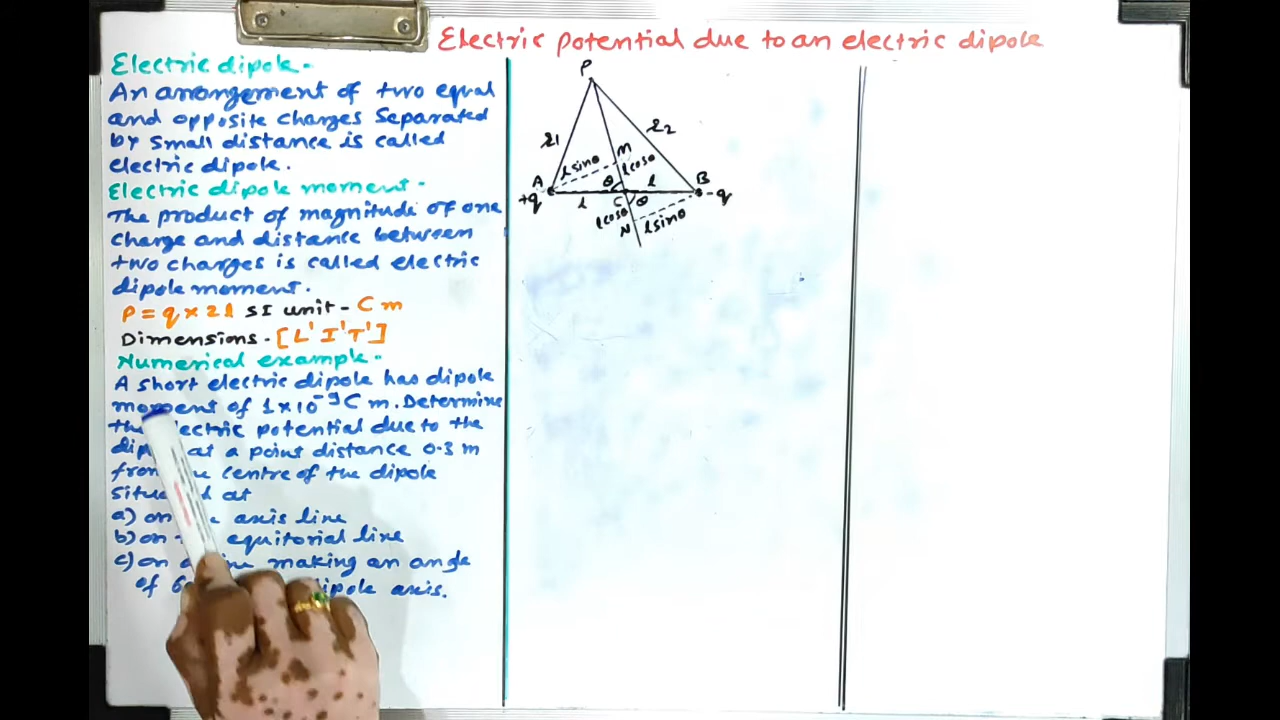 Electric potential due to an electric dipole
Electric dipole-
An arrangement of two equal
and opposite charges separated
by small distance is called
electric dipole.
Electric dipole moment-
The product of magnitude of one
charge and distance between
two charges is called electric
dipole moment.
P = q × 2l SI unit - C m
Dimensions - [L¹ I¹ T¹]
Numerical example-
A short electric dipole has dipole
moment of 1×10⁻⁹ C m. Determine
the electric potential due to the
at a point distance 0.3 m
centre of the dipole
at
a) on axis line
b) on equitorial line
c) on making an angle
of dipole axis.
P
r1
r2
M
l sinθ
l cosθ
A
θ
B
+q
l
C
θ
l
-q
l cosθ
N
l sinθ